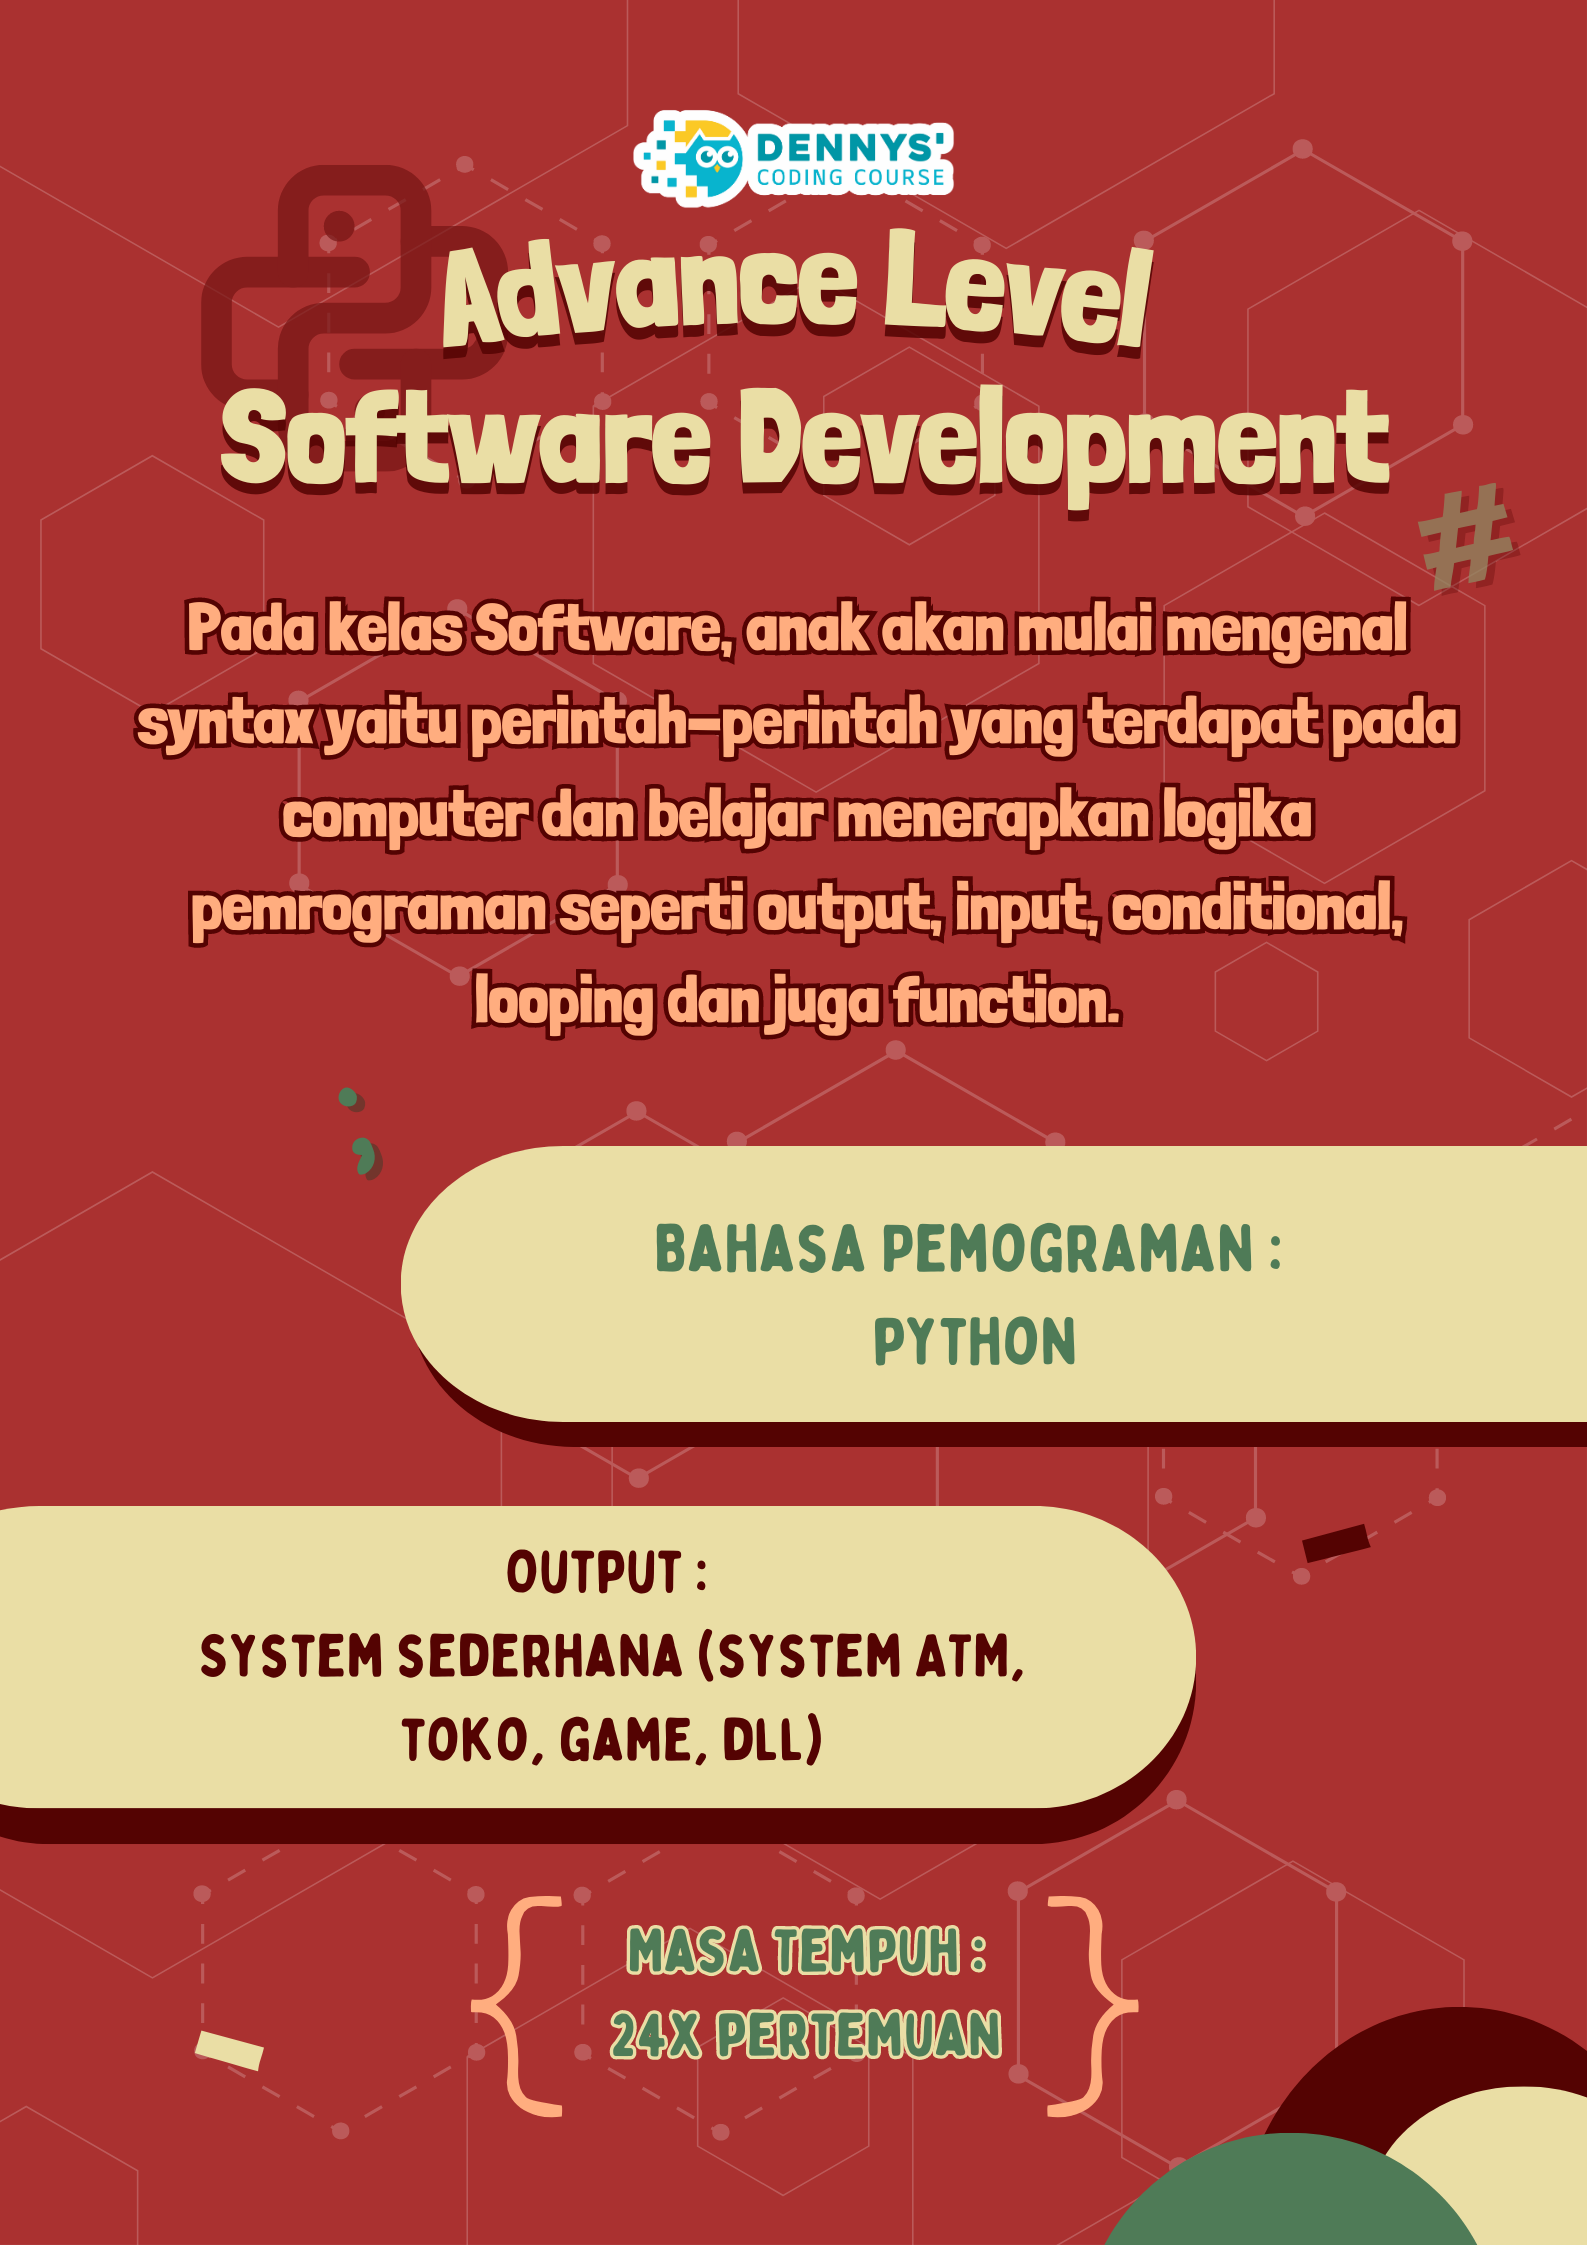 DENNYS'
CODING COURSE
Advance Level
Software Development
#
Pada kelas Software, anak akan mulai mengenal
syntax yaitu perintah-perintah yang terdapat pada
computer dan belajar menerapkan logika
pemrograman seperti output, input, conditional,
looping dan juga function.
;
BAHASA PEMOGRAMAN :
PYTHON
OUTPUT :
SYSTEM SEDERHANA (SYSTEM ATM,
TOKO, GAME, DLL)
{ MASA TEMPUH :
24X PERTEMUAN }